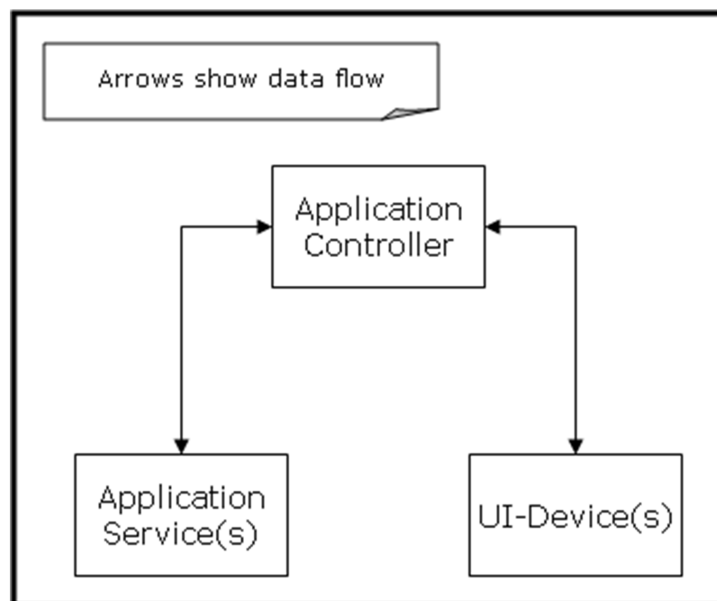 Arrows show data flow
Application
Controller
Application
Service(s)
UI-Device(s)